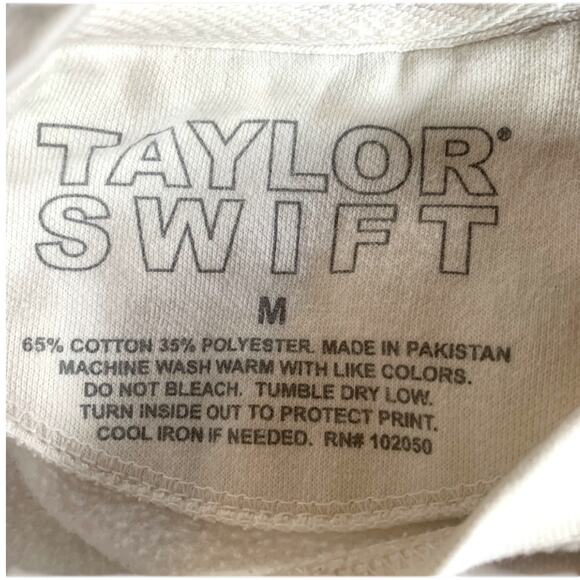 TAYLOR®
SWIFT
M
65% COTTON 35% POLYESTER. MADE IN PAKISTAN
MACHINE WASH WARM WITH LIKE COLORS.
DO NOT BLEACH. TUMBLE DRY LOW.
TURN INSIDE OUT TO PROTECT PRINT.
COOL IRON IF NEEDED. RN# 102050